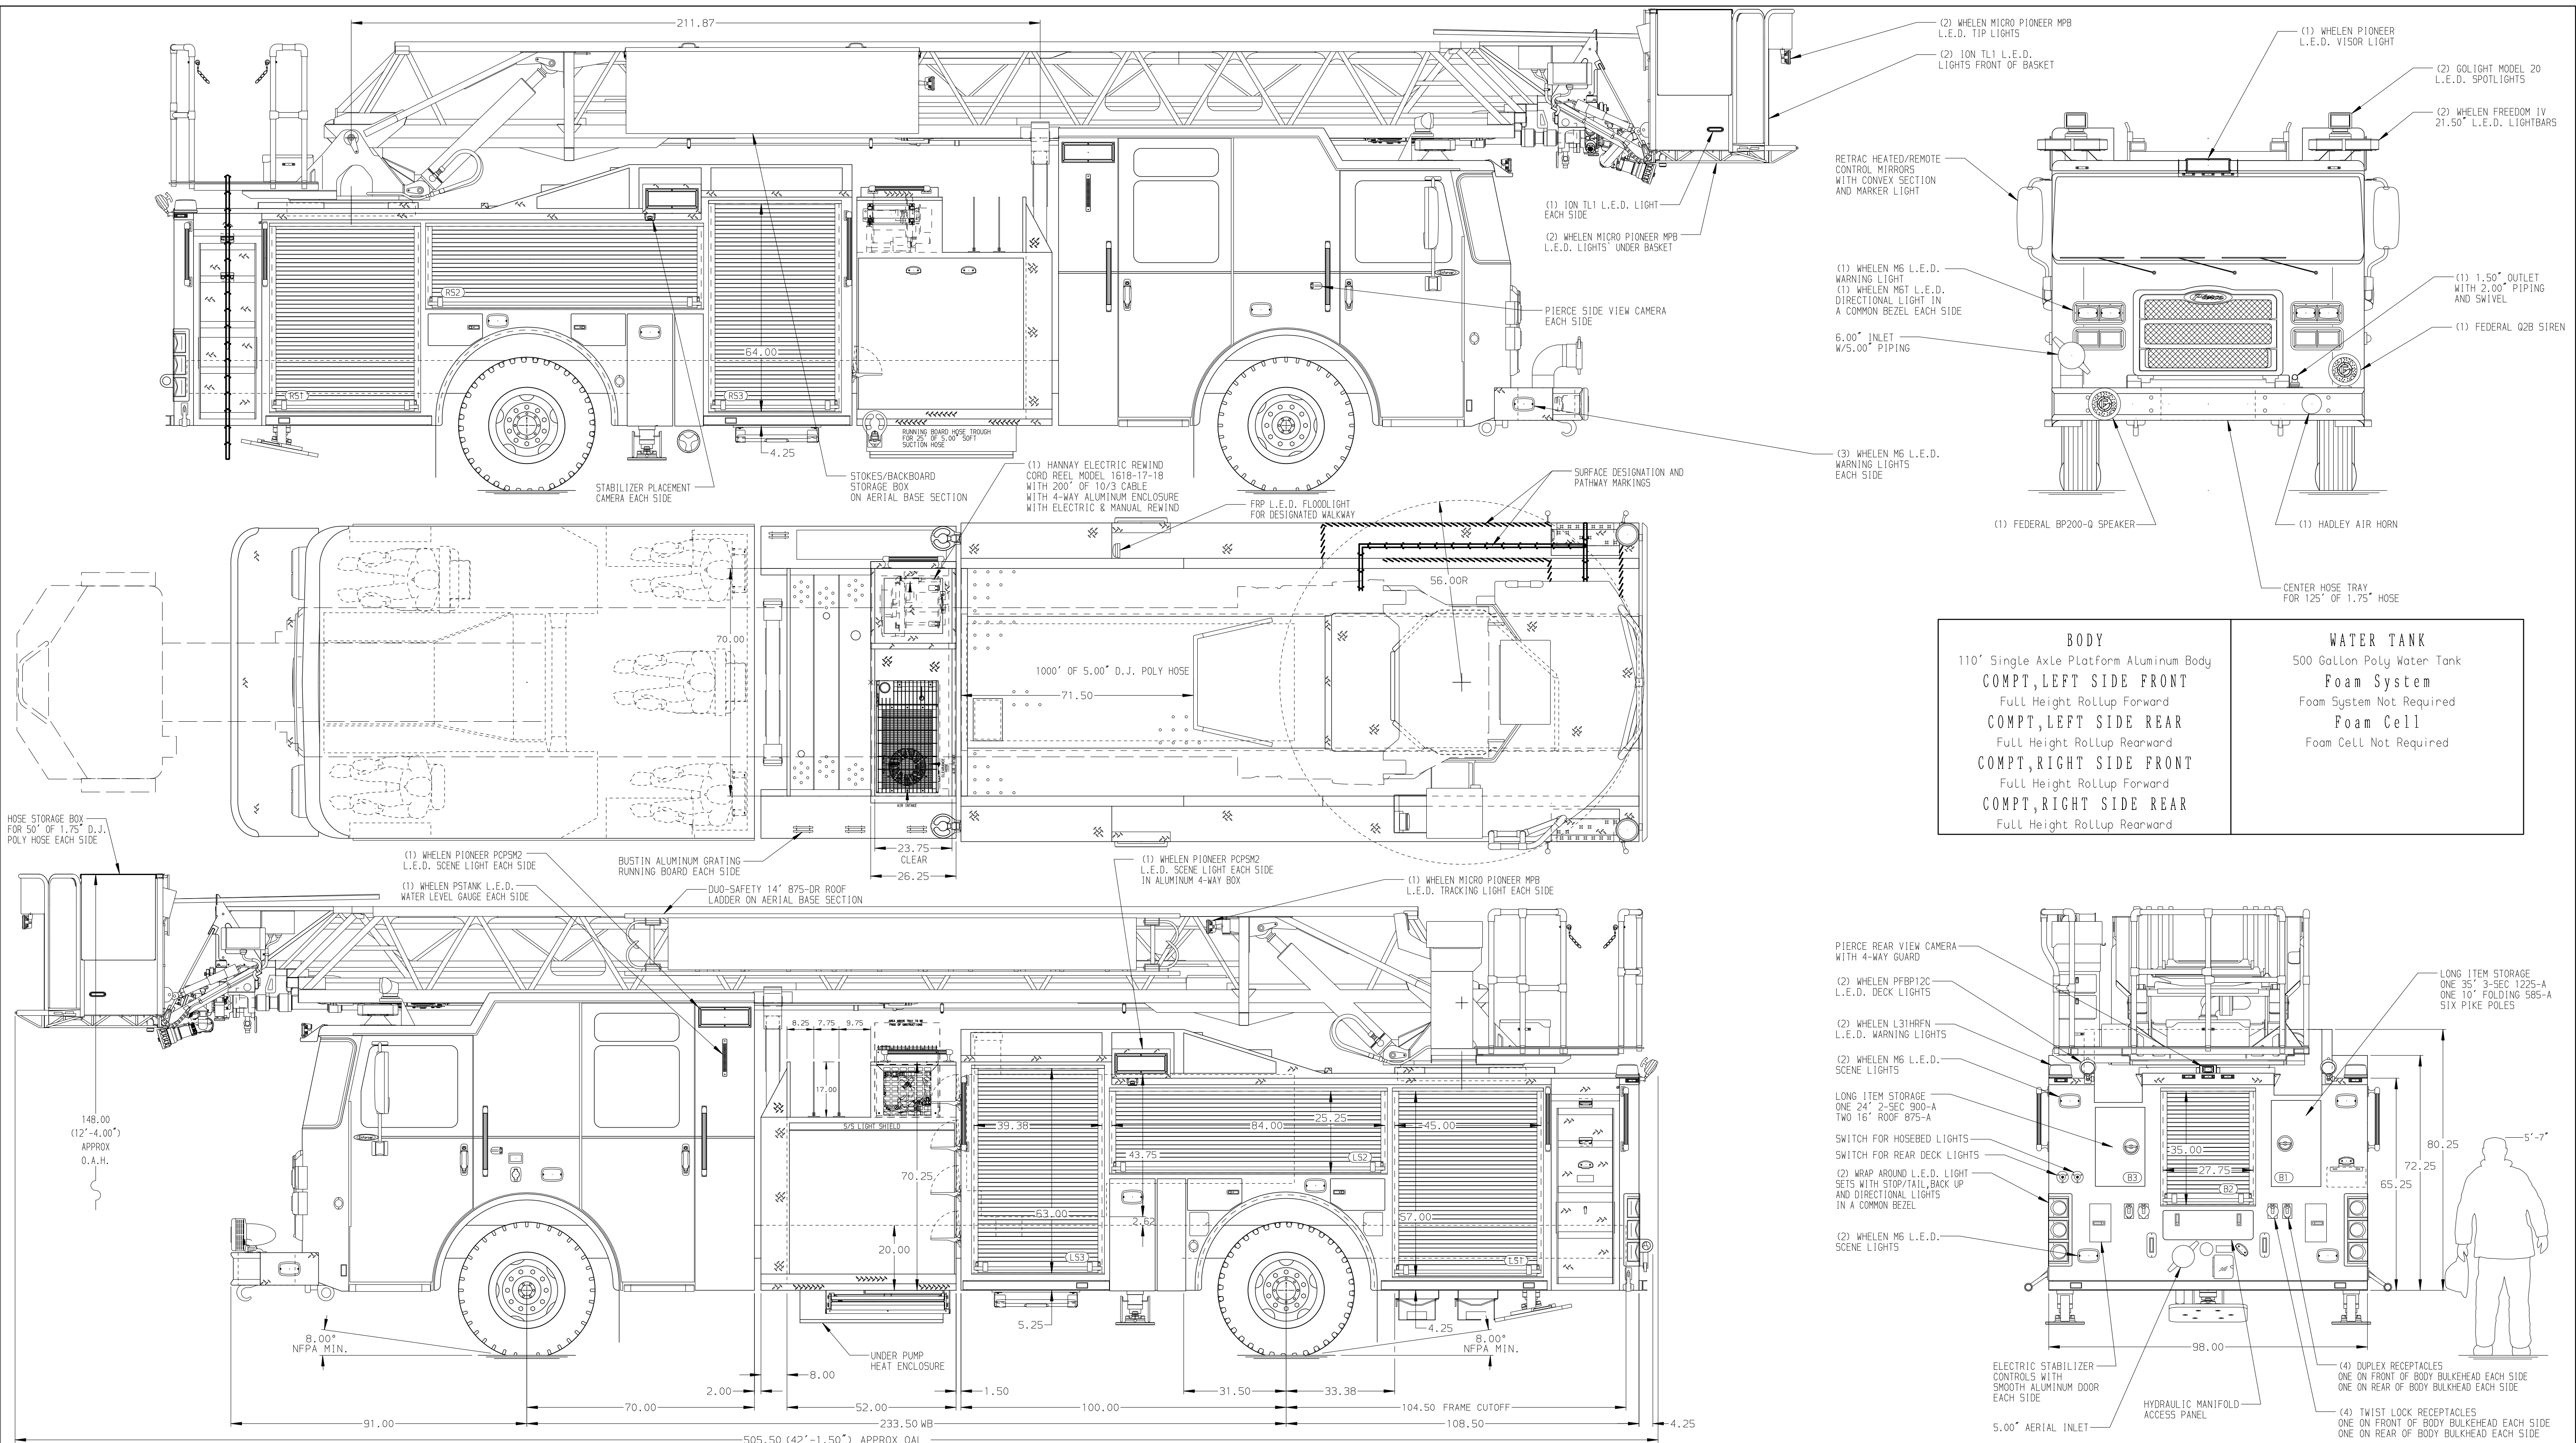 211.87
(2) WHELEN MICRO PIONEER MPB
L.E.D. TIP LIGHTS
(2) ION TL1 L.E.D.
LIGHTS FRONT OF BASKET
(1) ION TL1 L.E.D. LIGHT
EACH SIDE
(2) WHELEN MICRO PIONEER MPB
L.E.D. LIGHTS' UNDER BASKET
PIERCE SIDE VIEW CAMERA
EACH SIDE
(3) WHELEN M6 L.E.D.
WARNING LIGHTS
EACH SIDE
RS2
RS1
RS3
64.00
4.25
RUNNING BOARD HOSE TROUGH
FOR 25' OF 5.00" SOFT
SUCTION HOSE
STABILIZER PLACEMENT
CAMERA EACH SIDE
STOKES/BACKBOARD
STORAGE BOX
ON AERIAL BASE SECTION
(1) HANNAY ELECTRIC REWIND
CORD REEL MODEL 1618-17-18
WITH 200' OF 10/3 CABLE
WITH 4-WAY ALUMINUM ENCLOSURE
WITH ELECTRIC & MANUAL REWIND
FRP L.E.D. FLOODLIGHT
FOR DESIGNATED WALKWAY
SURFACE DESIGNATION AND
PATHWAY MARKINGS
(1) WHELEN PIONEER
L.E.D. VISOR LIGHT
(2) GOLIGHT MODEL 20
L.E.D. SPOTLIGHTS
(2) WHELEN FREEDOM IV
21.50" L.E.D. LIGHTBARS
RETRAC HEATED/REMOTE
CONTROL MIRRORS
WITH CONVEX SECTION
AND MARKER LIGHT
(1) WHELEN M6 L.E.D.
WARNING LIGHT
(1) WHELEN M6T L.E.D.
DIRECTIONAL LIGHT IN
A COMMON BEZEL EACH SIDE
6.00" INLET
W/5.00" PIPING
Pierce
(1) 1.50" OUTLET
WITH 2.00" PIPING
AND SWIVEL
(1) FEDERAL Q2B SIREN
(1) FEDERAL BP200-Q SPEAKER
(1) HADLEY AIR HORN
CENTER HOSE TRAY
FOR 125' OF 1.75" HOSE
70.00
1000' OF 5.00" D.J. POLY HOSE
71.50
56.00R
AIR INTAKE
23.75
CLEAR
26.25
BUSTIN ALUMINUM GRATING
RUNNING BOARD EACH SIDE
BODY
110' Single Axle Platform Aluminum Body
COMPT,LEFT SIDE FRONT
Full Height Rollup Forward
COMPT,LEFT SIDE REAR
Full Height Rollup Rearward
COMPT,RIGHT SIDE FRONT
Full Height Rollup Forward
COMPT,RIGHT SIDE REAR
Full Height Rollup Rearward
WATER TANK
500 Gallon Poly Water Tank
Foam System
Foam System Not Required
Foam Cell
Foam Cell Not Required
HOSE STORAGE BOX
FOR 50' OF 1.75" D.J.
POLY HOSE EACH SIDE
(1) WHELEN PIONEER PCPSM2
L.E.D. SCENE LIGHT EACH SIDE
(1) WHELEN PSTANK L.E.D.
WATER LEVEL GAUGE EACH SIDE
DUO-SAFETY 14' 875-DR ROOF
LADDER ON AERIAL BASE SECTION
(1) WHELEN PIONEER PCPSM2
L.E.D. SCENE LIGHT EACH SIDE
IN ALUMINUM 4-WAY BOX
(1) WHELEN MICRO PIONEER MPB
L.E.D. TRACKING LIGHT EACH SIDE
148.00
(12'-4.00")
APPROX
O.A.H.
8.25
7.75
9.75
17.00
S/S LIGHT SHIELD
70.25
20.00
39.38
63.00
LS3
43.75
2.62
84.00
25.25
LS2
45.00
57.00
LS1
8.00°
NFPA MIN.
UNDER PUMP
HEAT ENCLOSURE
5.25
4.25
8.00°
NFPA MIN.
2.00
8.00
1.50
31.50
33.38
70.00
52.00
100.00
104.50 FRAME CUTOFF
91.00
233.50 WB
108.50
4.25
505.50 (42'-1.50") APPROX OAL
PIERCE REAR VIEW CAMERA
WITH 4-WAY GUARD
(2) WHELEN PFBP12C
L.E.D. DECK LIGHTS
(2) WHELEN L31HRFN
L.E.D. WARNING LIGHTS
(2) WHELEN M6 L.E.D.
SCENE LIGHTS
LONG ITEM STORAGE
ONE 24' 2-SEC 900-A
TWO 16' ROOF 875-A
SWITCH FOR HOSEBED LIGHTS
SWITCH FOR REAR DECK LIGHTS
(2) WRAP AROUND L.E.D. LIGHT
SETS WITH STOP/TAIL,BACK UP
AND DIRECTIONAL LIGHTS
IN A COMMON BEZEL
(2) WHELEN M6 L.E.D.
SCENE LIGHTS
LONG ITEM STORAGE
ONE 35' 3-SEC 1225-A
ONE 10' FOLDING 585-A
SIX PIKE POLES
35.00
27.75
B3
B2
B1
65.25
72.25
80.25
5'-7"
98.00
ELECTRIC STABILIZER
CONTROLS WITH
SMOOTH ALUMINUM DOOR
EACH SIDE
5.00" AERIAL INLET
HYDRAULIC MANIFOLD
ACCESS PANEL
(4) DUPLEX RECEPTACLES
ONE ON FRONT OF BODY BULKEHEAD EACH SIDE
ONE ON REAR OF BODY BULKHEAD EACH SIDE
(4) TWIST LOCK RECEPTACLES
ONE ON FRONT OF BODY BULKEHEAD EACH SIDE
ONE ON REAR OF BODY BULKHEAD EACH SIDE